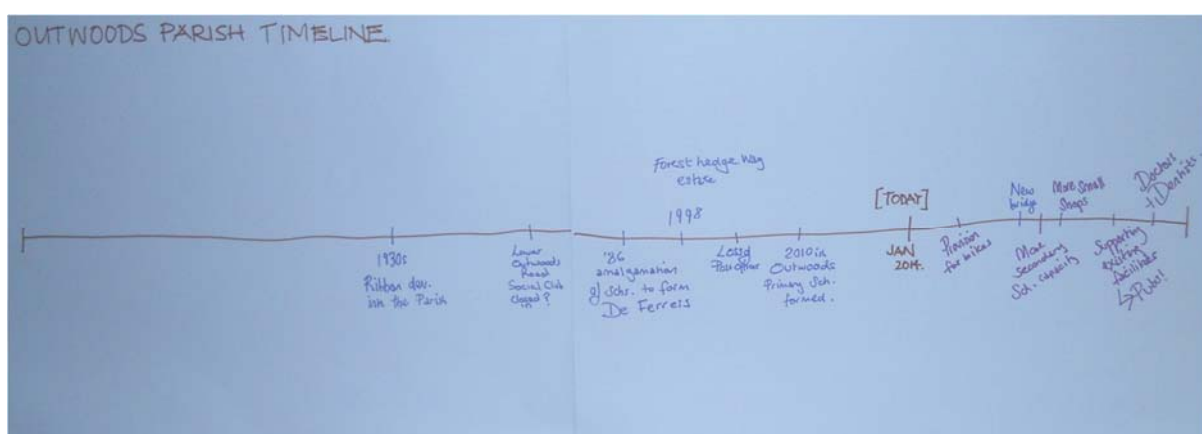 OUTWOODS PARISH TIMELINE
Forest hedge Way
estate
1998
1930s
Ribbon dev.
in the Parish
Lower
Outwoods
Road
Social Club
closed?
'86
amalgamation
of Schs. to form
De Ferrers
Loss of
Post office
2010 in
Outwoods
Primary Sch.
formed.
[TODAY]
JAN
2014.
Provision
for bikes
New
bridge
More
secondary
Sch. capacity
More Small
Shops
Supporting
existing
facilities
↳ Pubs!
Doctors
+ Dentists.